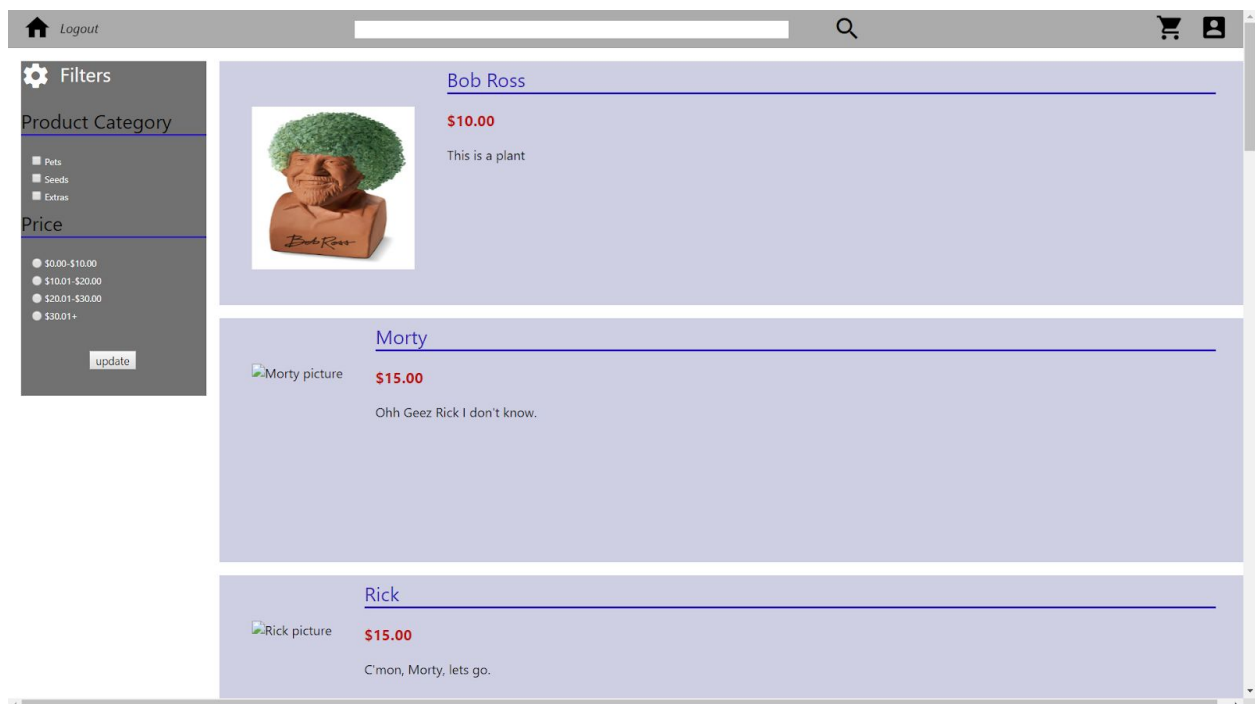 Logout
Filters
Product Category
Pets
Seeds
Extras
Price
$0.00-$10.00
$10.01-$20.00
$20.01-$30.00
$30.01+
update
Bob Ross
$10.00
This is a plant
Bob Ross
Morty
Morty picture
$15.00
Ohh Geez Rick I don't know.
Rick
Rick picture
$15.00
C'mon, Morty, lets go.